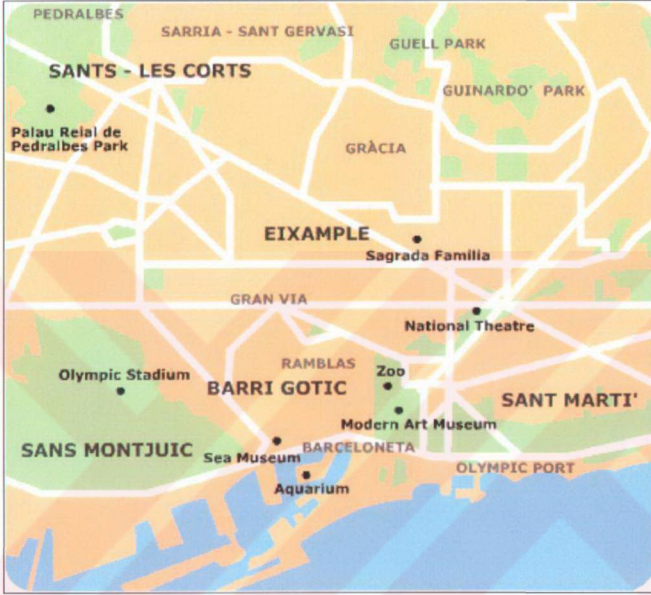 PEDRALBES
SARRIA - SANT GERVASI
GUELL PARK
SANTS - LES CORTS
GUINARDO' PARK
Palau Reial de
Pedralbes Park
GRÀCIA
EIXAMPLE
Sagrada Familia
GRAN VIA
National Theatre
RAMBLAS
Zoo
Olympic Stadium
BARRI GOTIC
SANT MARTI'
Modern Art Museum
SANS MONTJUIC
Sea Museum
BARCELONETA
OLYMPIC PORT
Aquarium